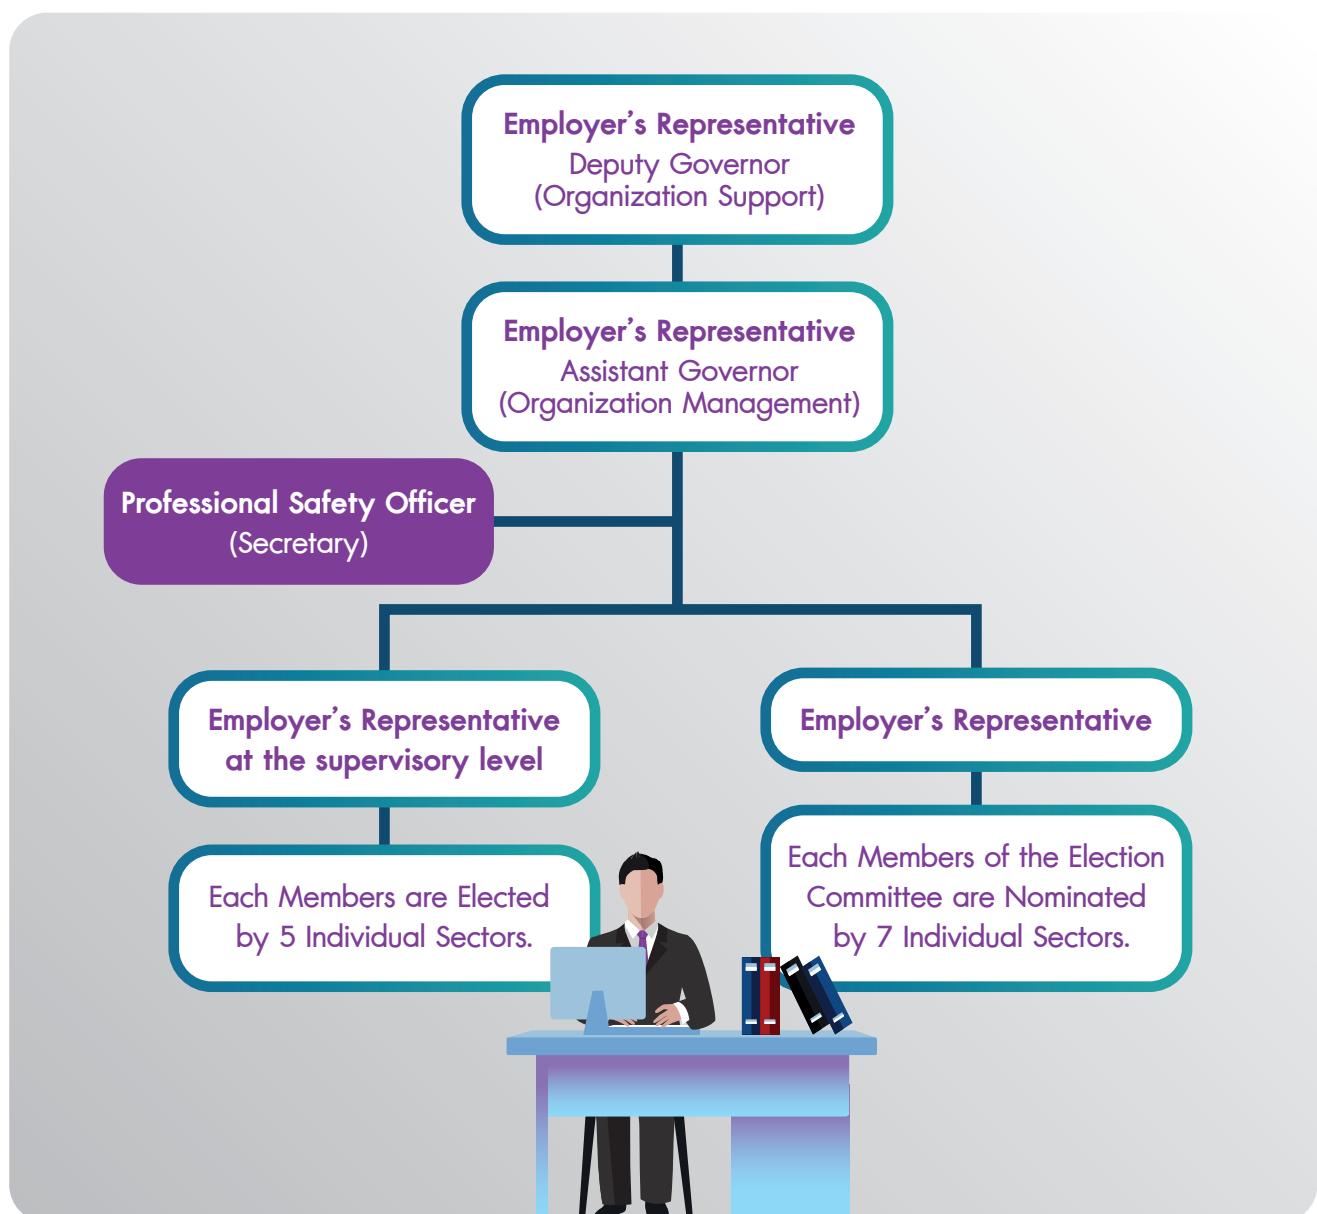 Employer's Representative
Deputy Governor
(Organization Support)
Employer's Representative
Assistant Governor
(Organization Management)
Professional Safety Officer
(Secretary)
Employer's Representative
at the supervisory level
Employer's Representative
Each Members are Elected
by 5 Individual Sectors.
Each Members of the Election
Committee are Nominated
by 7 Individual Sectors.